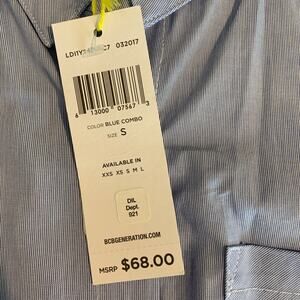 032017
6 13000 07567 3
COLOR BLUE COMBO
SIZE S
AVAILABLE IN
XXS XS S M L
DIL
Dept.
921
BCBGENERATION.COM
MSRP $68.00